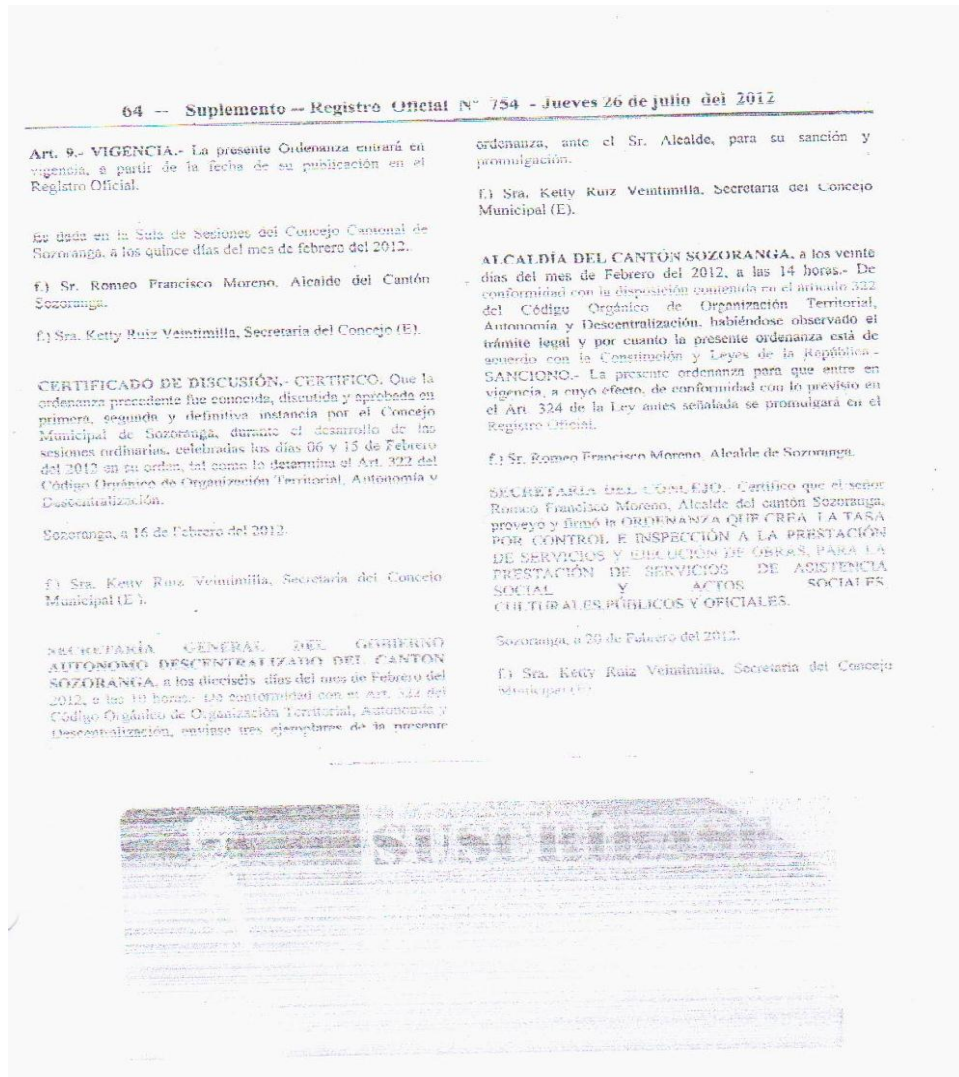 64 -- Suplemento -- Registro Oficial N° 754 - Jueves 26 de julio del 2012
Art. 9.- VIGENCIA.- La presente Ordenanza entrará en
vigencia, a partir de la fecha de su publicación en el
Registro Oficial.
Es dada en la Sala de Sesiones del Concejo Cantonal de
Sozoranga, a los quince días del mes de febrero del 2012.
f.) Sr. Romeo Francisco Moreno, Alcalde del Cantón
Sozoranga.
f.) Sra. Ketty Ruiz Veintimilla, Secretaria del Concejo (E).
CERTIFICADO DE DISCUSIÓN.- CERTIFICO. Que la
ordenanza precedente fue conocida, discutida y aprobada en
primera, segunda y definitiva instancia por el Concejo
Municipal de Sozoranga, durante el desarrollo de las
sesiones ordinarias, celebradas los días 06 y 15 de Febrero
del 2012 en su orden, tal como lo determina el Art. 322 del
Código Orgánico de Organización Territorial, Autonomía y
Descentralización.
Sozoranga, a 16 de Febrero del 2012.
f.) Sra. Ketty Ruiz Veintimilla, Secretaria del Concejo
Municipal (E ).
SECRETARÍA GENERAL DEL GOBIERNO
AUTONOMO DESCENTRALIZADO DEL CANTON
SOZORANGA, a los dieciséis días del mes de Febrero del
2012, a las 10 horas.- De conformidad con el Art. 322 del
Código Orgánico de Organización Territorial, Autonomía y
Descentralización, envíase tres ejemplares de la presente
ordenanza, ante el Sr. Alcalde, para su sanción y
promulgación.
f.) Sra. Ketty Ruiz Veintimilla, Secretaria del Concejo
Municipal (E).
ALCALDÍA DEL CANTÓN SOZORANGA, a los veinte
días del mes de Febrero del 2012, a las 14 horas.- De
conformidad con la disposición contenida en el artículo 322
del Código Orgánico de Organización Territorial,
Autonomía y Descentralización, habiéndose observado el
trámite legal y por cuanto la presente ordenanza está de
acuerdo con la Constitución y Leyes de la República.-
SANCIONO.- La presente ordenanza para que entre en
vigencia, a cuyo efecto, de conformidad con lo previsto en
el Art. 324 de la Ley antes señalada se promulgará en el
Registro Oficial.
f.) Sr. Romeo Francisco Moreno, Alcalde de Sozoranga.
SECRETARÍA DEL CONCEJO.- Certifico que el señor
Romeo Francisco Moreno, Alcalde del cantón Sozoranga,
proveyo y firmó la ORDENANZA QUE CREA LA TASA
POR CONTROL E INSPECCIÓN A LA PRESTACIÓN
DE SERVICIOS Y EJECUCIÓN DE OBRAS, PARA LA
PRESTACIÓN DE SERVICIOS DE ASISTENCIA
SOCIAL Y ACTOS SOCIALES
CULTURALES PÚBLICOS Y OFICIALES.
Sozoranga, a 20 de Febrero del 2012.
f.) Sra. Ketty Ruiz Veintimilla, Secretaria del Concejo
Municipal (E)